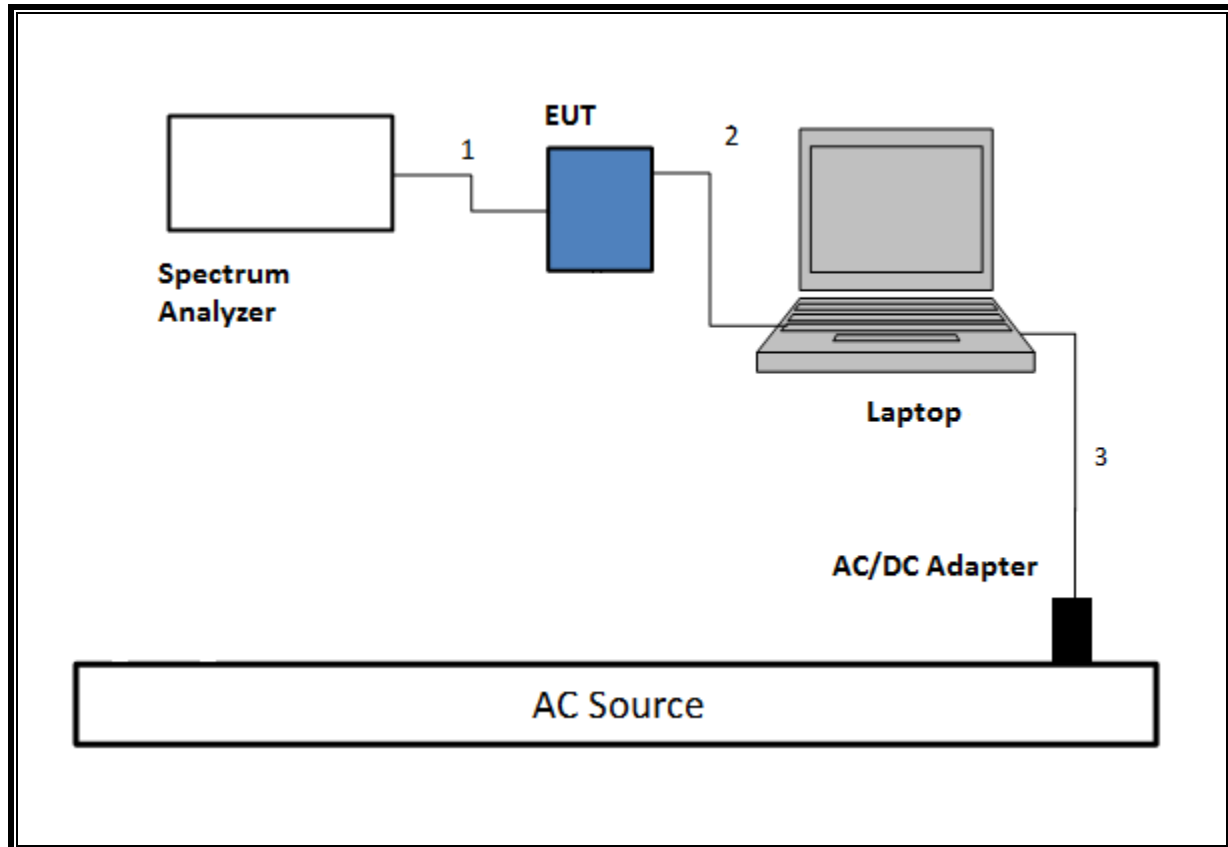 EUT
1
2
Spectrum
Analyzer
Laptop
3
AC/DC Adapter
AC Source